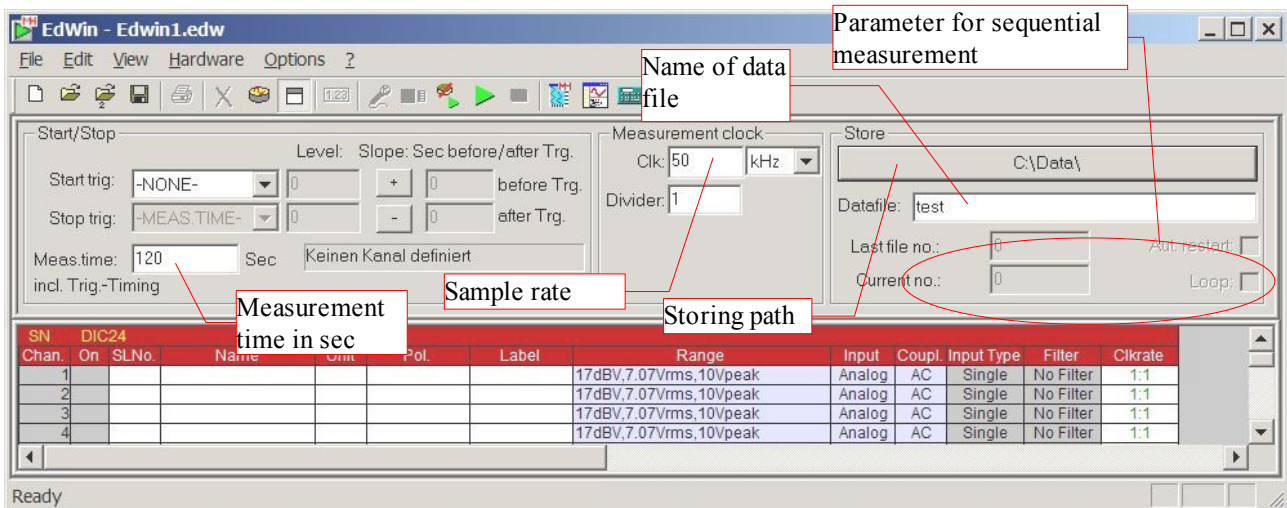 EdWin - Edwin1.edw
Parameter for sequential
measurement
File Edit View Hardware Options ?
Name of data
file
1.23
Start/Stop
Level: Slope: Sec before/after Trg.
Start trig: -NONE- 0 + 0 before Trg.
Stop trig: -MEAS.TIME- 0 - 0 after Trg.
Meas.time: 120 Sec Keinen Kanal definiert
incl. Trig.-Timing
Measurement clock
Clk: 50 kHz
Divider: 1
Store
C:\Data\
Datafile: test
Last file no.: 0 Aut. restart:
Current no.: 0 Loop:
Measurement
time in sec
Sample rate
Storing path
SN DIC24
Chan. On SLNo. Name Unit Pol. Label Range Input Coupl. Input Type Filter Clkrate
1 17dBV,7.07Vrms,10Vpeak Analog AC Single No Filter 1:1
2 17dBV,7.07Vrms,10Vpeak Analog AC Single No Filter 1:1
3 17dBV,7.07Vrms,10Vpeak Analog AC Single No Filter 1:1
4 17dBV,7.07Vrms,10Vpeak Analog AC Single No Filter 1:1
Ready